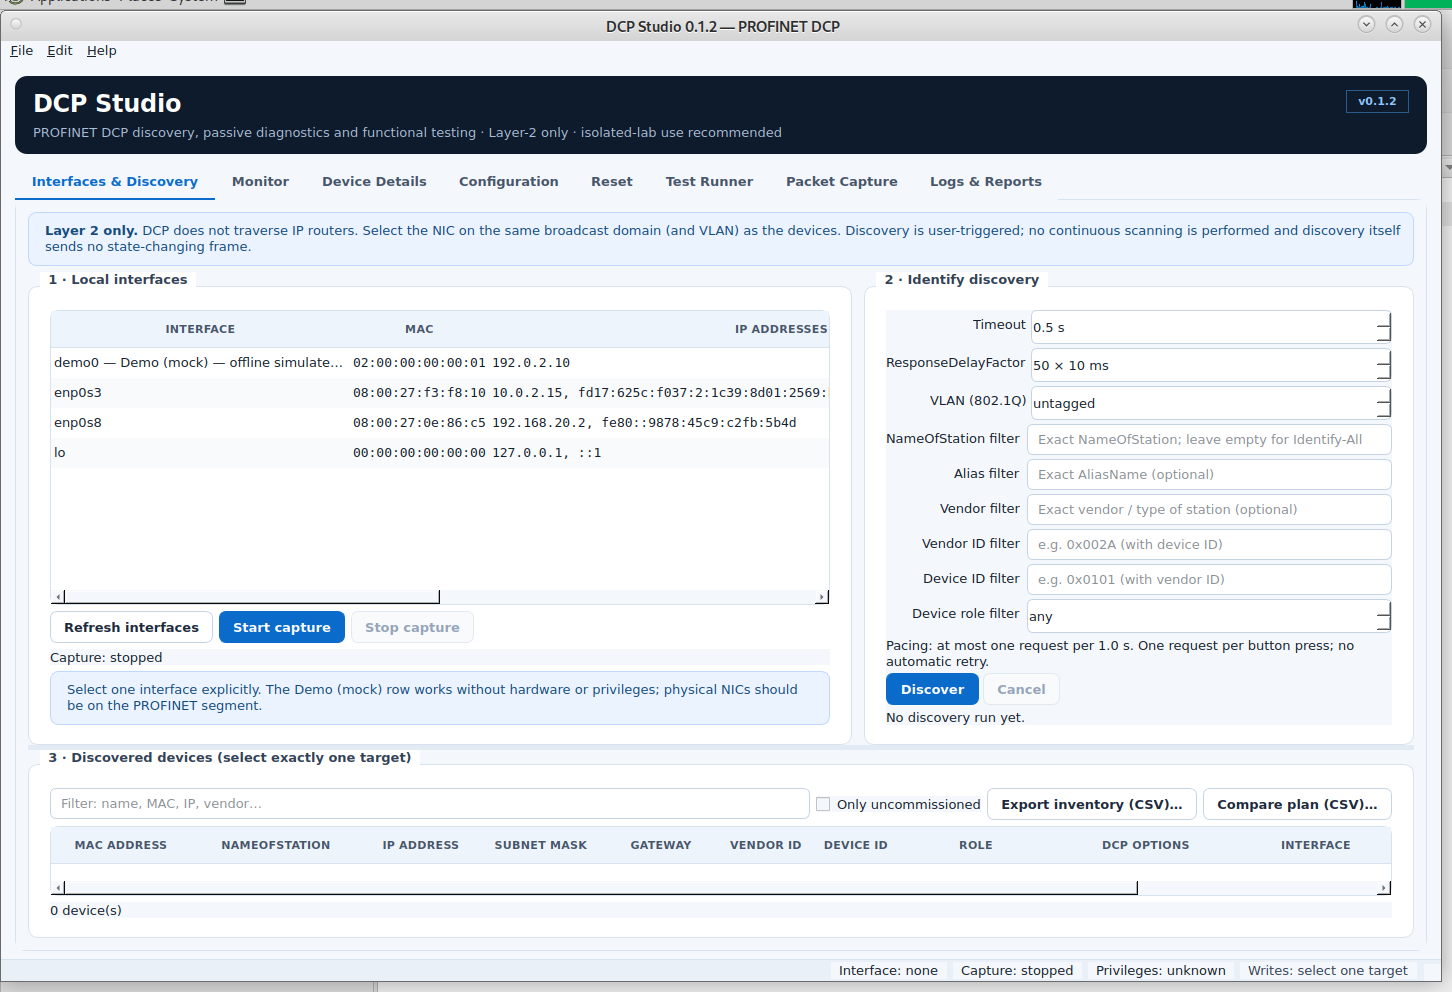 DCP Studio 0.1.2 — PROFINET DCP
File Edit Help
DCP Studio
v0.1.2
PROFINET DCP discovery, passive diagnostics and functional testing · Layer-2 only · isolated-lab use recommended
Interfaces & Discovery Monitor Device Details Configuration Reset Test Runner Packet Capture Logs & Reports
Layer 2 only. DCP does not traverse IP routers. Select the NIC on the same broadcast domain (and VLAN) as the devices. Discovery is user-triggered; no continuous scanning is performed and discovery itself
sends no state-changing frame.
1 · Local interfaces
INTERFACE MAC IP ADDRESSES
demo0 — Demo (mock) — offline simulate... 02:00:00:00:00:01 192.0.2.10
enp0s3 08:00:27:f3:f8:10 10.0.2.15, fd17:625c:f037:2:1c39:8d01:2569:
enp0s8 08:00:27:0e:86:c5 192.168.20.2, fe80::9878:45c9:c2fb:5b4d
lo 00:00:00:00:00:00 127.0.0.1, ::1
Refresh interfaces Start capture Stop capture
Capture: stopped
Select one interface explicitly. The Demo (mock) row works without hardware or privileges; physical NICs should
be on the PROFINET segment.
2 · Identify discovery
Timeout 0.5 s
ResponseDelayFactor 50 × 10 ms
VLAN (802.1Q) untagged
NameOfStation filter Exact NameOfStation; leave empty for Identify-All
Alias filter Exact AliasName (optional)
Vendor filter Exact vendor / type of station (optional)
Vendor ID filter e.g. 0x002A (with device ID)
Device ID filter e.g. 0x0101 (with vendor ID)
Device role filter any
Pacing: at most one request per 1.0 s. One request per button press; no
automatic retry.
Discover Cancel
No discovery run yet.
3 · Discovered devices (select exactly one target)
Filter: name, MAC, IP, vendor... Only uncommissioned Export inventory (CSV)... Compare plan (CSV)...
MAC ADDRESS NAMEOFSTATION IP ADDRESS SUBNET MASK GATEWAY VENDOR ID DEVICE ID ROLE DCP OPTIONS INTERFACE
0 device(s)
Interface: none Capture: stopped Privileges: unknown Writes: select one target